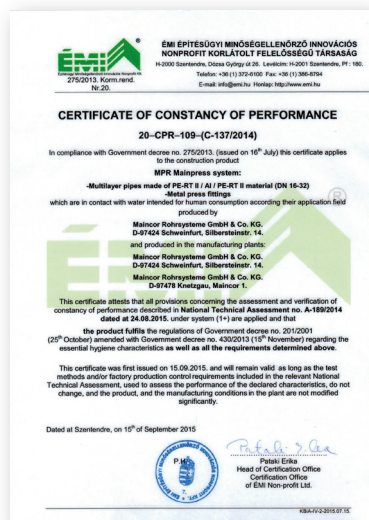 ÉMI
275/2013. Korm.rend.
Nr.20.
ÉMI ÉPÍTÉSÜGYI MINŐSÉGELLENŐRZŐ INNOVÁCIÓS
NONPROFIT KORLÁTOLT FELELŐSSÉGŰ TÁRSASÁG
H-2000 Szentendre, Dózsa György út 26. Levélcím: H-2001 Szentendre, Pf : 180.
Telefon: +36 (1) 372-6100 Fax: +36 (1) 386-8794
E-mail: info@emi.hu Honlap: http://www.emi.hu
CERTIFICATE OF CONSTANCY OF PERFORMANCE
20–CPR–109–(C-137/2014)
In compliance with Government decree no. 275/2013. (issued on 16th July) this certificate applies
to the construction product
MPR Mainpress system:
-Multilayer pipes made of PE-RT II / Al / PE-RT II material (DN 16-32)
-Metal press fittings
which are in contact with water intended for human consumption according their application field
produced by
Maincor Rohrsysteme GmbH & Co. KG.
D-97424 Schweinfurt, Silbersteinstr. 14.
and produced in the manufacturing plants:
Maincor Rohrsysteme GmbH & Co. KG.
D-97424 Schweinfurt, Silbersteinstr. 14.
Maincor Rohrsysteme GmbH & Co. KG.
D-97478 Knetzgau, Maincor 1.
This certificate attests that all provisions concerning the assessment and verification of
constancy of performance described in National Technical Assessment no. A-189/2014
dated at 24.08.2015. under system (1+) are applied and that
the product fulfils the regulations of Government decree no. 201/2001
(25th October) amended with Government decree no. 430/2013 (15th November) regarding the
essential hygiene characteristics as well as all the requirements determined above.
This certificate was first issued on 15.09.2015. and will remain valid as long as the test
methods and/or factory production control requirements included in the relevant National
Technical Assessment, used to assess the performance of the declared characteristics, do not
change, and the product, and the manufacturing conditions in the plant are not modified
significantly.
Dated at Szentendre, on 15th of September 2015
P.H.
Pataki Erika
Head of Certification Office
Certification Office
of ÉMI Non-profit Ltd.
KBIA-IV-2-2015.07.15.